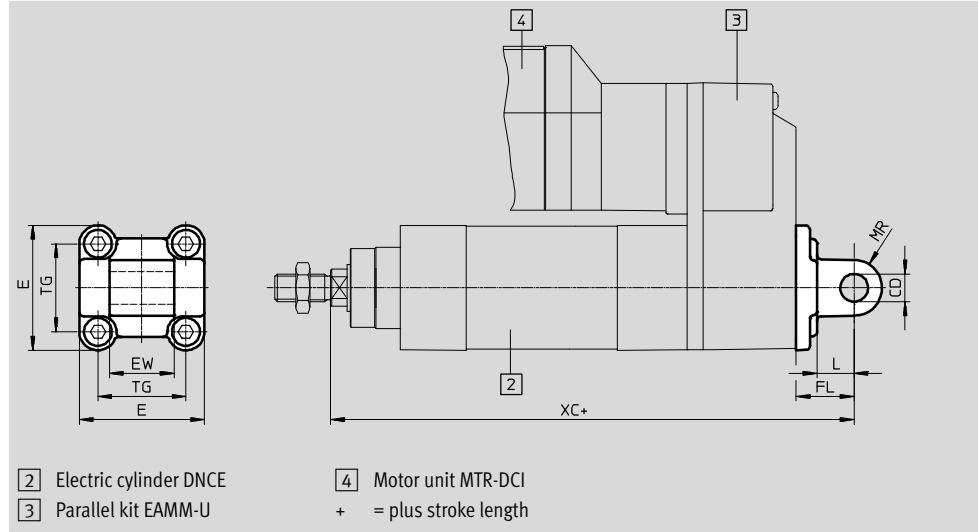 4
3
MR
E
TG
CD
EW
L
TG
FL
2
E
XC+
2 Electric cylinder DNCE
4 Motor unit MTR-DCI
3 Parallel kit EAMM-U
+ = plus stroke length